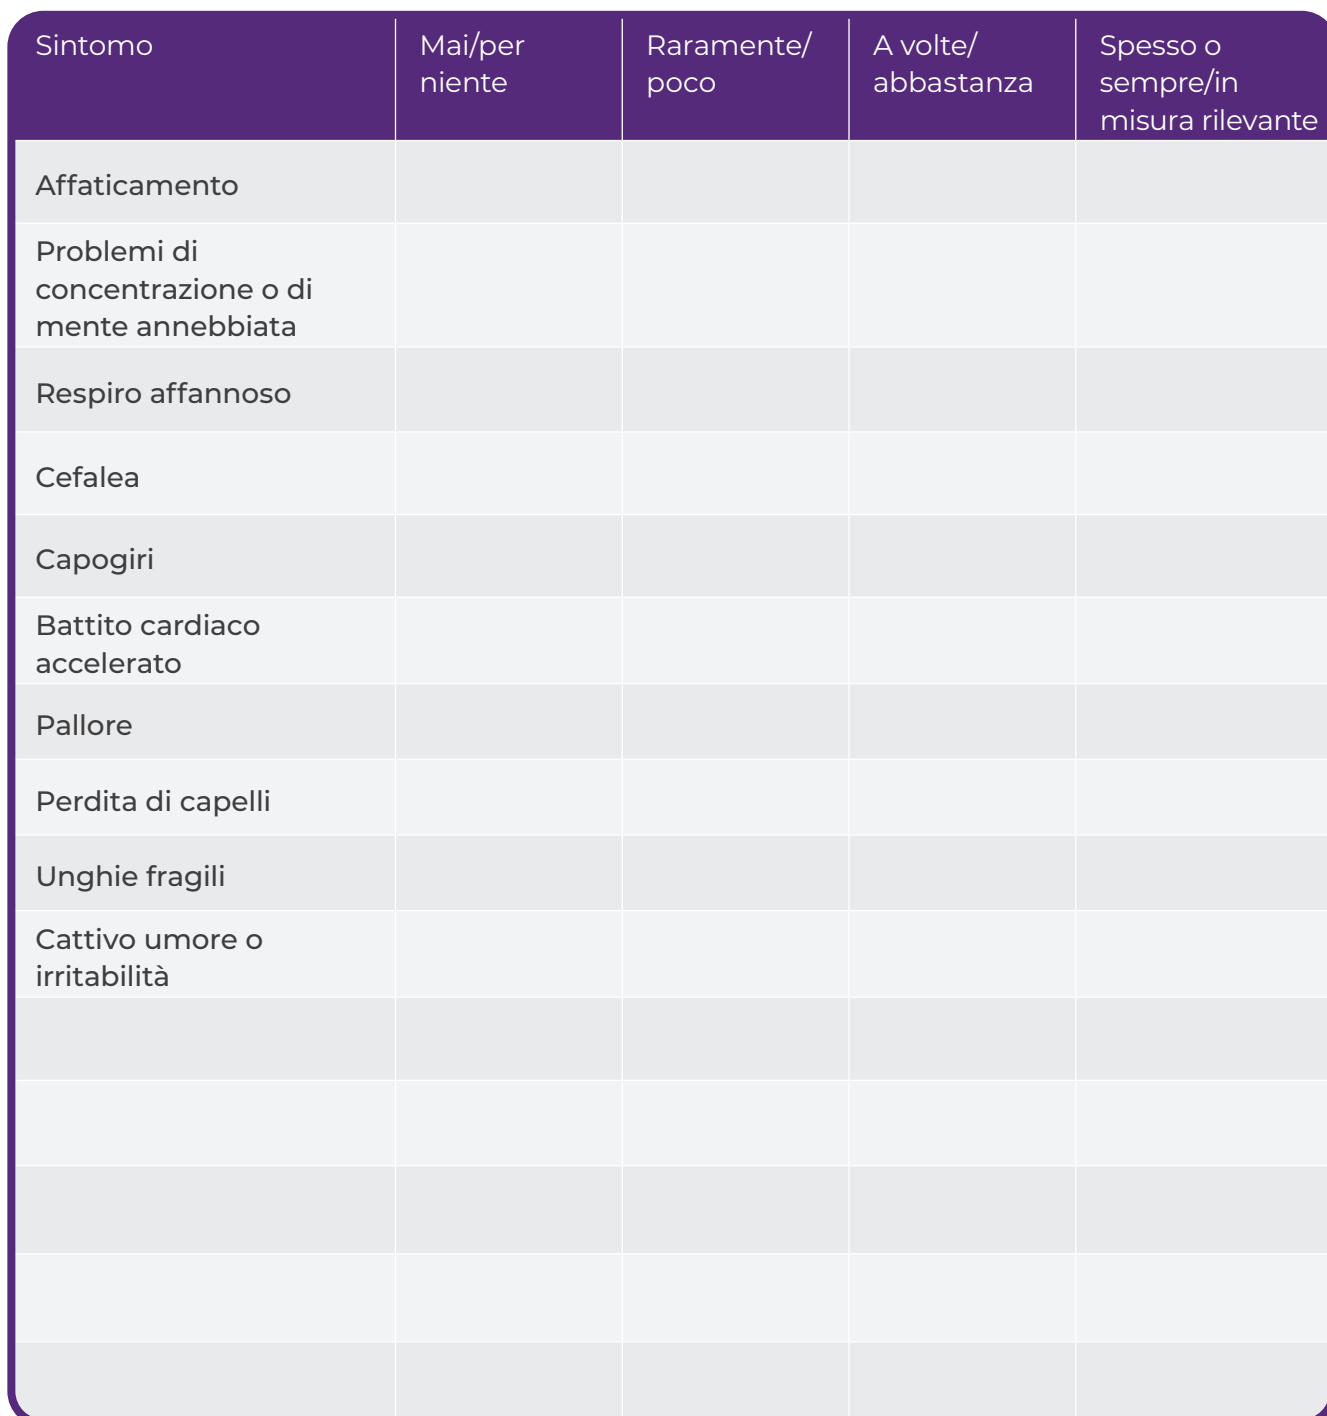 Sintomo
Mai/per
niente
Raramente/
poco
A volte/
abbastanza
Spesso o
sempre/in
misura rilevante
Affaticamento
Problemi di
concentrazione o di
mente annebbiata
Respiro affannoso
Cefalea
Capogiri
Battito cardiaco
accelerato
Pallore
Perdita di capelli
Unghie fragili
Cattivo umore o
irritabilità